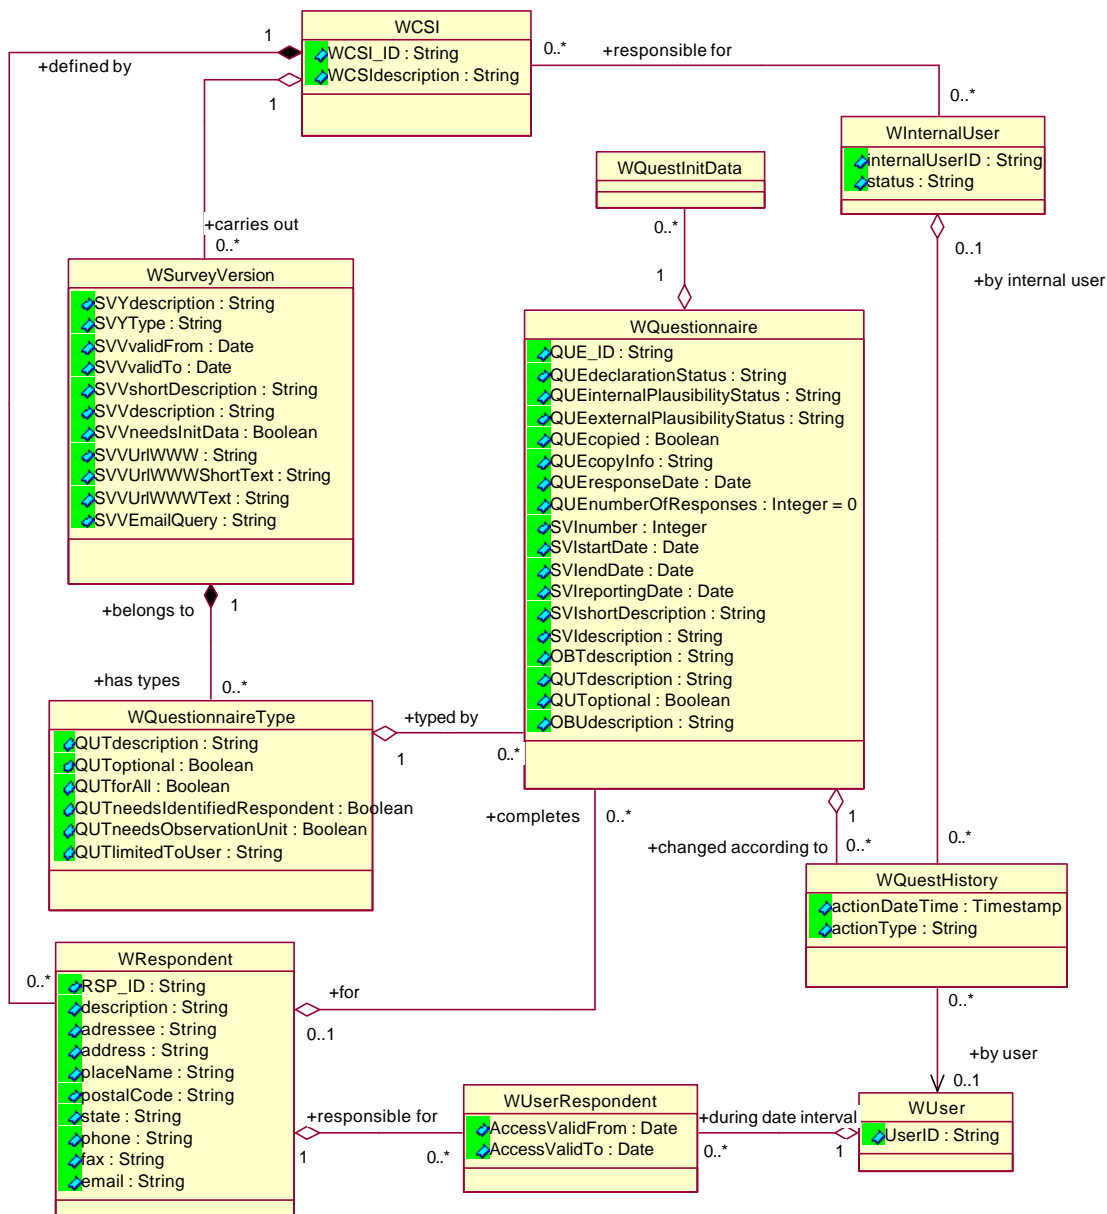 WCSI
WCSI_ID : String
WCSIdescription : String
1
+defined by
1
0..*
+responsible for
0..*
WInternalUser
internalUserID : String
status : String
0..1
+by internal user
WQuestInitData
0..*
1
+carries out
0..*
WSurveyVersion
SVYdescription : String
SVYType : String
SVVvalidFrom : Date
SVVvalidTo : Date
SVVshortDescription : String
SVVdescription : String
SVVneedsInitData : Boolean
SVVUrlWWW : String
SVVUrlWWWShortText : String
SVVUrlWWWText : String
SVVEmailQuery : String
WQuestionnaire
QUE_ID : String
QUEdeclarationStatus : String
QUEinternalPlausibilityStatus : String
QUEexternalPlausibilityStatus : String
QUEcopied : Boolean
QUEcopyInfo : String
QUEresponseDate : Date
QUEnumberOfResponses : Integer = 0
SVInumber : Integer
SVIstartDate : Date
SVIendDate : Date
SVIreportingDate : Date
SVIshortDescription : String
SVIdescription : String
OBTdescription : String
QUTdescription : String
QUToptional : Boolean
OBUdescription : String
+belongs to
1
+has types
0..*
WQuestionnaireType
QUTdescription : String
QUToptional : Boolean
QUTforAll : Boolean
QUTneedsIdentifiedRespondent : Boolean
QUTneedsObservationUnit : Boolean
QUTlimitedToUser : String
+typed by
1
0..*
+completes
0..*
1
+changed according to
0..*
0..*
WQuestHistory
actionDateTime : Timestamp
actionType : String
0..*
+by user
0..1
WRespondent
RSP_ID : String
description : String
adressee : String
address : String
placeName : String
postalCode : String
state : String
phone : String
fax : String
email : String
0..*
+for
0..1
+responsible for
1
0..*
WUserRespondent
AccessValidFrom : Date
AccessValidTo : Date
+during date interval
0..*
1
WUser
UserID : String